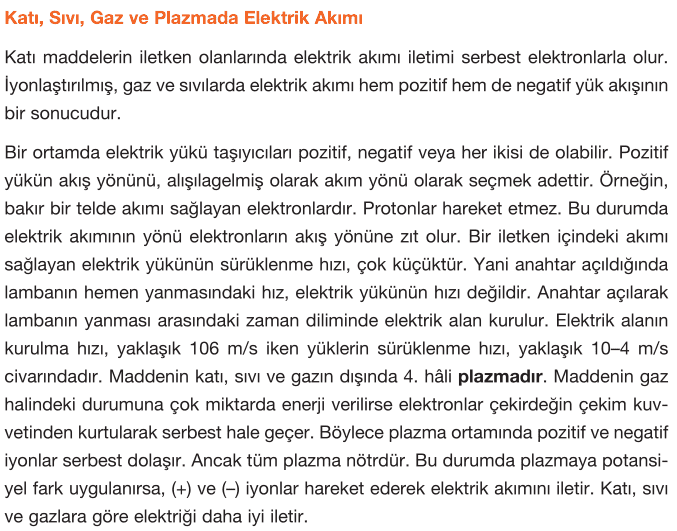 Katı, Sıvı, Gaz ve Plazmada Elektrik Akımı
Katı maddelerin iletken olanlarında elektrik akımı iletimi serbest elektronlarla olur.
İyonlaştırılmış, gaz ve sıvılarda elektrik akımı hem pozitif hem de negatif yük akışının
bir sonucudur.
Bir ortamda elektrik yükü taşıyıcıları pozitif, negatif veya her ikisi de olabilir. Pozitif
yükün akış yönünü, alışılagelmiş olarak akım yönü olarak seçmek adettir. Örneğin,
bakır bir telde akımı sağlayan elektronlardır. Protonlar hareket etmez. Bu durumda
elektrik akımının yönü elektronların akış yönüne zıt olur. Bir iletken içindeki akımı
sağlayan elektrik yükünün sürüklenme hızı, çok küçüktür. Yani anahtar açıldığında
lambanın hemen yanmasındaki hız, elektrik yükünün hızı değildir. Anahtar açılarak
lambanın yanması arasındaki zaman diliminde elektrik alan kurulur. Elektrik alanın
kurulma hızı, yaklaşık 106 m/s iken yüklerin sürüklenme hızı, yaklaşık 10–4 m/s
civarındadır. Maddenin katı, sıvı ve gazın dışında 4. hâli plazmadır. Maddenin gaz
halindeki durumuna çok miktarda enerji verilirse elektronlar çekirdeğin çekim kuv-
vetinden kurtularak serbest hale geçer. Böylece plazma ortamında pozitif ve negatif
iyonlar serbest dolaşır. Ancak tüm plazma nötrdür. Bu durumda plazmaya potansi-
yel fark uygulanırsa, (+) ve (–) iyonlar hareket ederek elektrik akımını iletir. Katı, sıvı
ve gazlara göre elektriği daha iyi iletir.